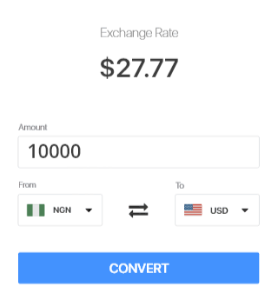 Exchange Rate
$27.77
Amount
10000
From
To
NGN
USD
CONVERT